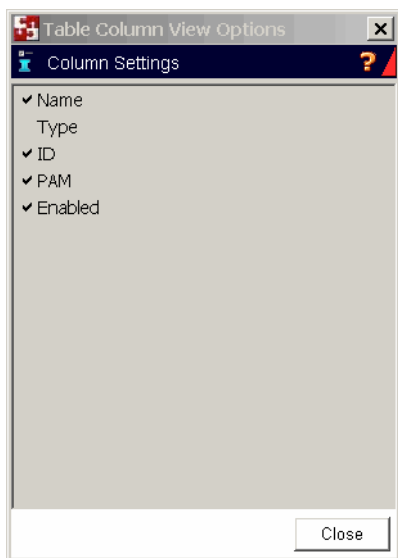 Table Column View Options
Column Settings ?
Name
Type
ID
PAM
Enabled
Close